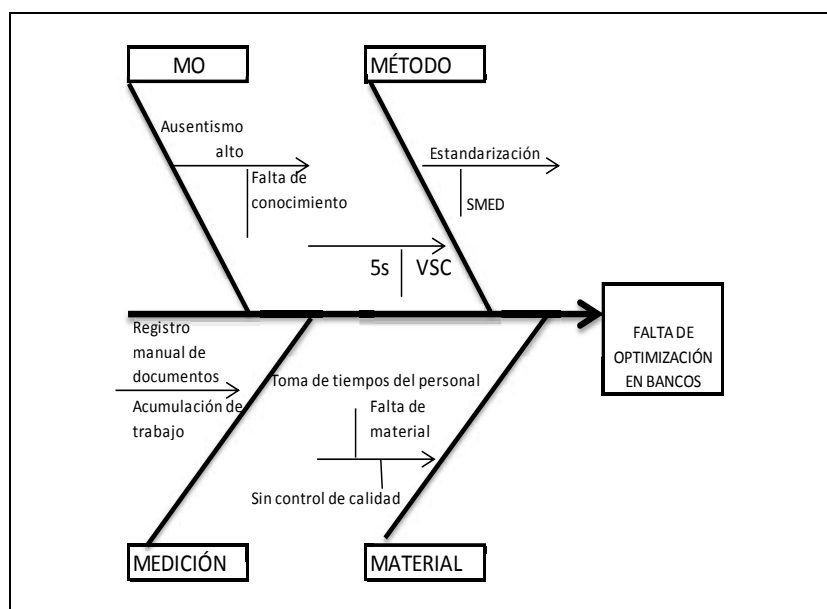 MO
MÉTODO
Ausentismo
alto
Falta de
conocimiento
Estandarización
SMED
5s
VSC
FALTA DE
OPTIMIZACIÓN
EN BANCOS
Registro
manual de
documentos
Acumulación de
trabajo
Toma de tiempos del personal
Falta de
material
Sin control de calidad
MEDICIÓN
MATERIAL